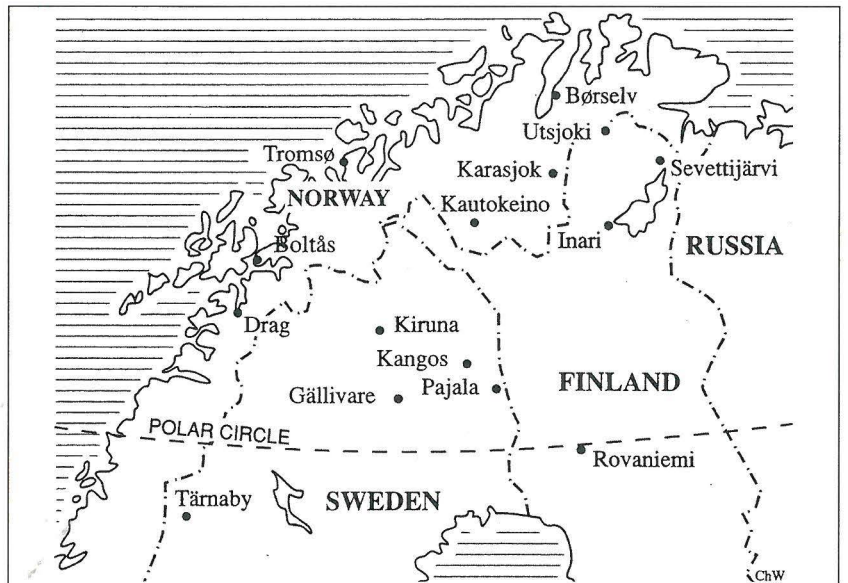 Børselv
Utsjoki
Tromsø
Karasjok
Sevettijärvi
NORWAY
Kautokeino
Inari
RUSSIA
Boltås
Drag
Kiruna
Kangos
Pajala
FINLAND
Gällivare
POLAR CIRCLE
Rovaniemi
Tärnaby
SWEDEN
ChW